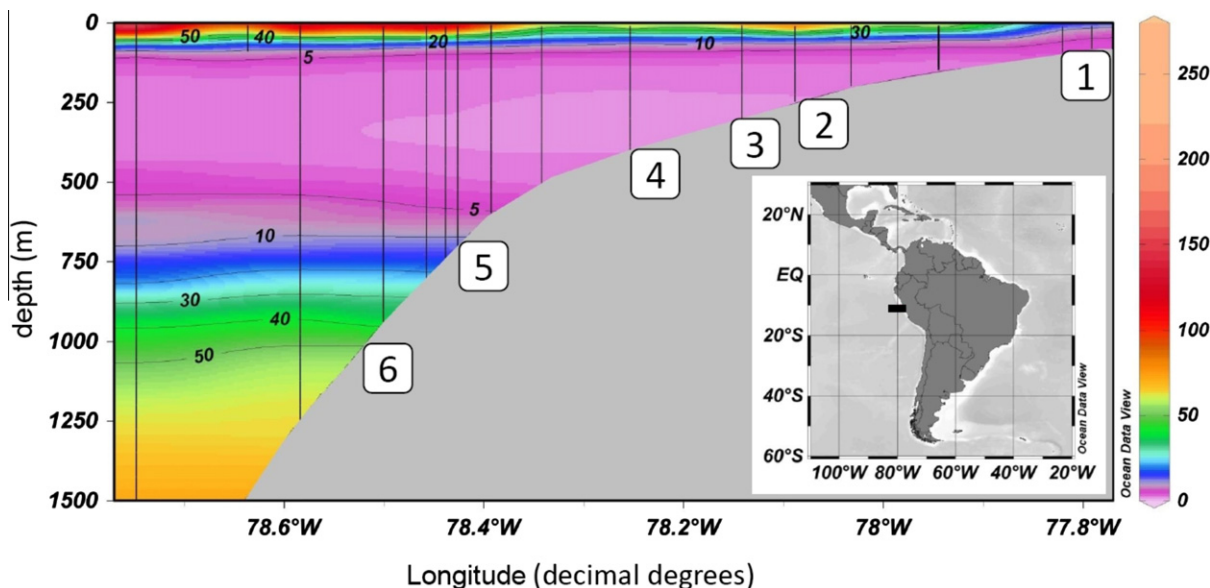 0
250
500
750
1000
1250
1500
depth (m)
50 40 20 10 30
5
5
10
30
40
50
1
2
3
4
5
6
78.6°W 78.4°W 78.2°W 78°W 77.8°W
Longitude (decimal degrees)
20°N
EQ
20°S
40°S
60°S
100°W 80°W 60°W 40°W 20°W
Ocean Data View
Ocean Data View
250
200
150
100
50
0